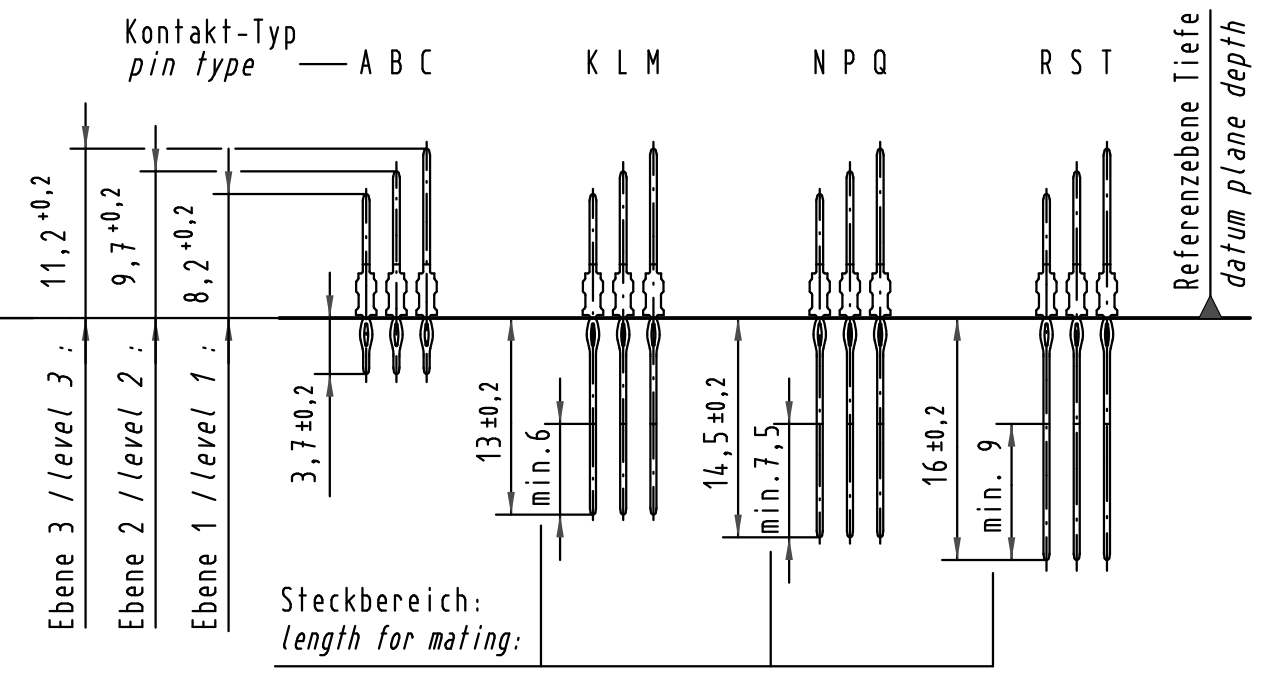 Kontakt-Typ
pin type
A B C
K L M
N P Q
R S T
Referenzebene Tiefe
datum plane depth
11,2 +0,2
9,7 +0,2
8,2 +0,2
Ebene 3 / level 3 :
Ebene 2 / level 2 :
Ebene 1 / level 1 :
3,7 ±0,2
13 ±0,2
min.6
14,5 ±0,2
min.7,5
16 ±0,2
min. 9
Steckbereich:
length for mating: